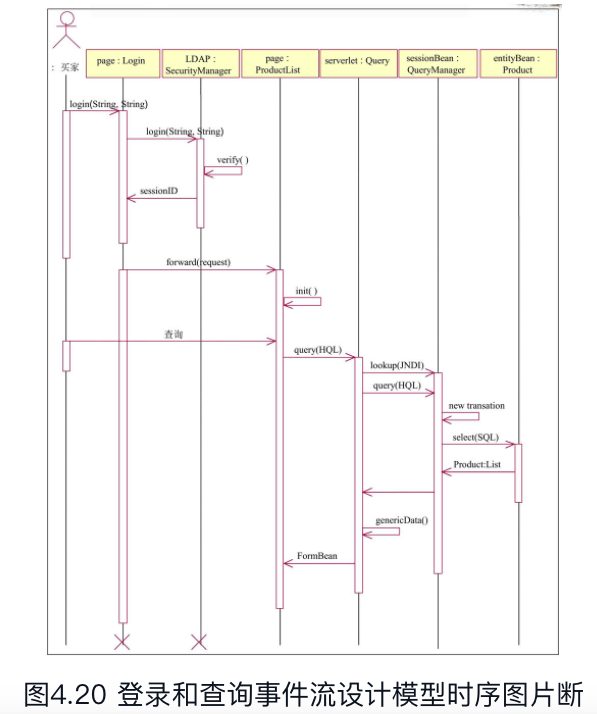 : 买家
page : Login
LDAP :
SecurityManager
page :
ProductList
serverlet : Query
sessionBean :
QueryManager
entityBean :
Product
login(String, String)
login(String, String)
verify( )
sessionID
forward(request)
init( )
查询
query(HQL)
lookup(JNDI)
query(HQL)
new transation
select(SQL)
Product:List
genericData()
FormBean
图4.20 登录和查询事件流设计模型时序图片断